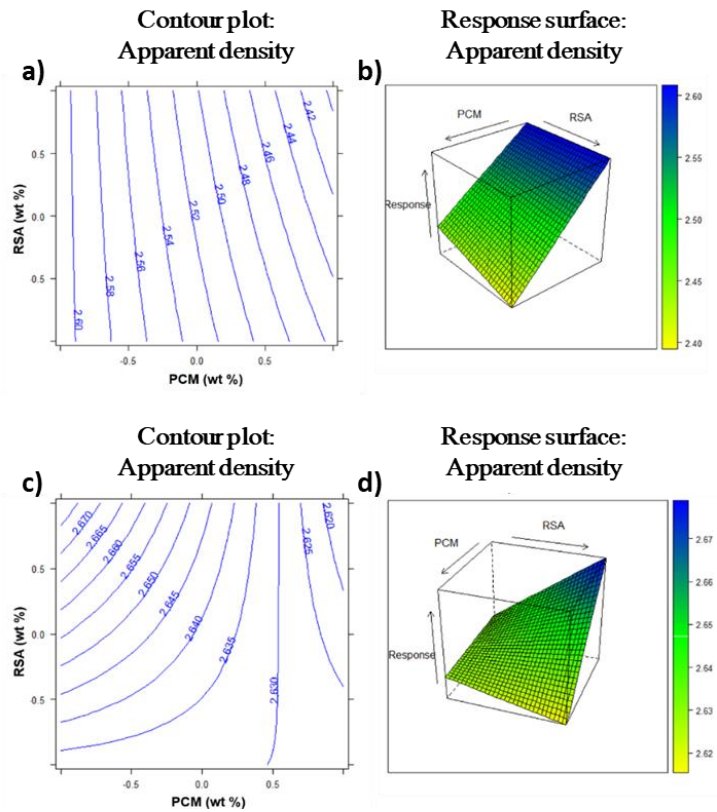 Contour plot:
Apparent density
Response surface:
Apparent density
a)
b)
RSA (wt %)
0.5
0.0
0.5
2.60
2.58
2.56
2.54
2.52
2.50
2.48
2.46
2.44
2.42
-0.5
0.0
0.5
PCM (wt %)
PCM
RSA
Response
2.60
2.55
2.50
2.45
2.40
Contour plot:
Apparent density
Response surface:
Apparent density
c)
d)
RSA (wt %)
0.5
0.0
0.5
2.670
2.665
2.660
2.655
2.650
2.645
2.640
2.635
2.630
2.625
2.620
-0.5
0.0
0.5
PCM (wt %)
PCM
RSA
Response
2.67
2.66
2.65
2.64
2.63
2.62